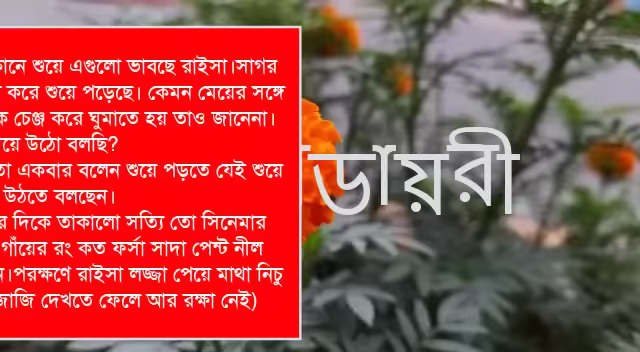 শুয়ে এগুলো ভাবছে রাইসা।সাগর
করে শুয়ে পড়েছে। কেমন মেয়ের সঙ্গে
চেঞ্জ করে ঘুমাতে হয় তাও জানেনা।
উঠো বলছি?
একবার বলেন শুয়ে পড়তে যেই শুয়ে
উঠতে বলছেন।
দিকে তাকালো সত্যি তো সিনেমার
গাঁয়ের রং কত ফর্সা সাদা পেন্ট নীল
।পরক্ষণে রাইসা লজ্জা পেয়ে মাথা নিচু
দেখতে ফেলে আর রক্ষা নেই)
ডায়রী